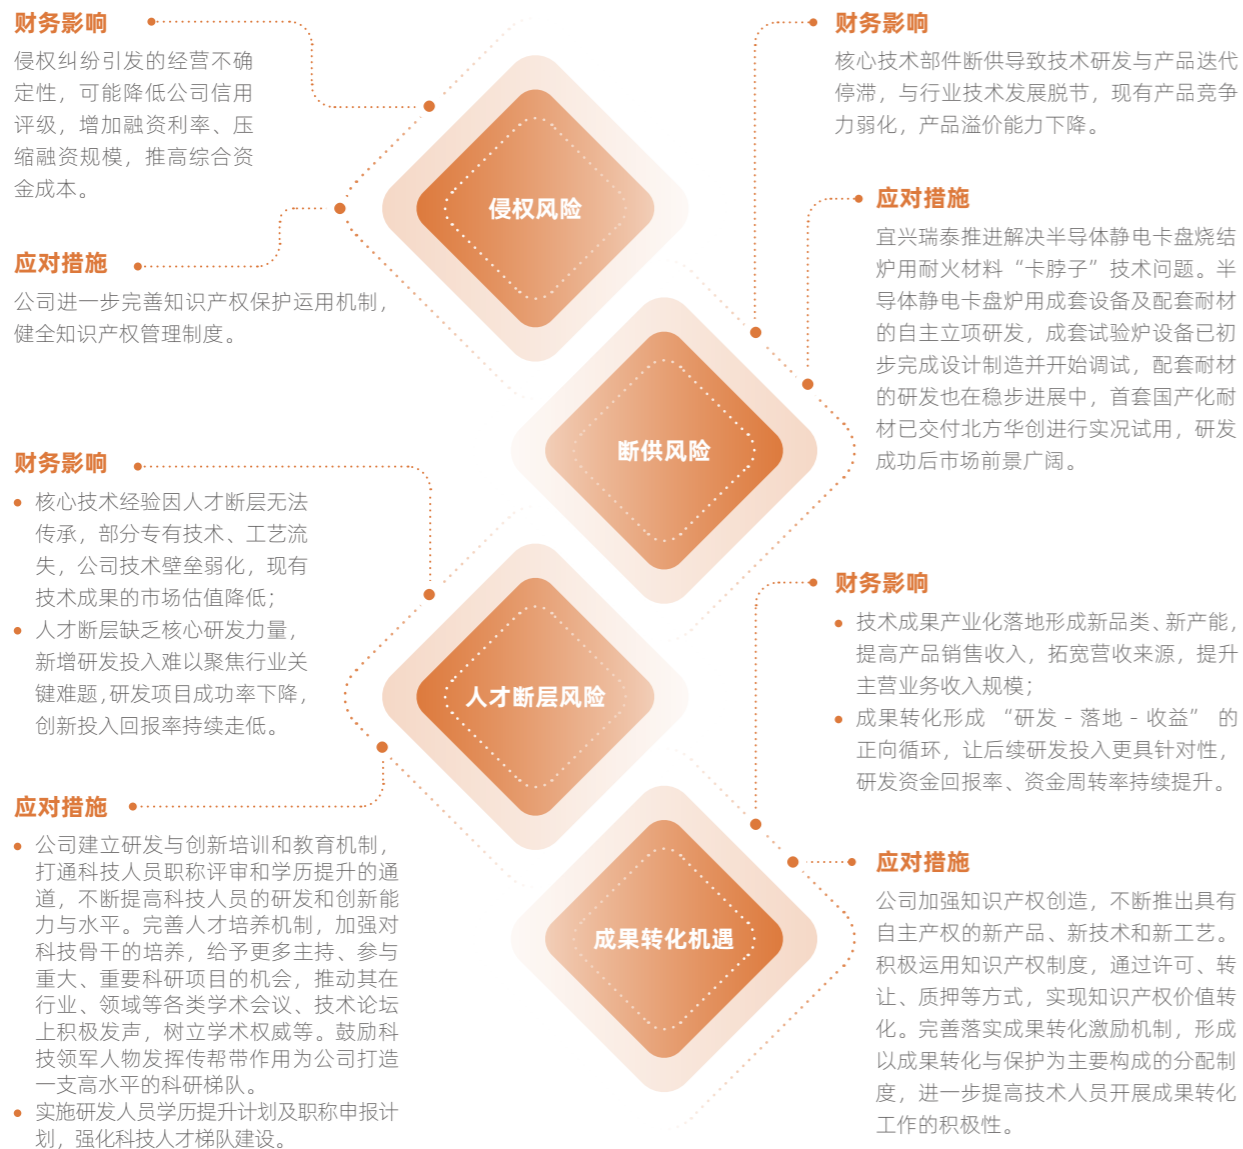 侵权风险
财务影响
侵权纠纷引发的经营不确
定性，可能降低公司信用
评级，增加融资利率、压
缩融资规模，推高综合资
金成本。
应对措施
公司进一步完善知识产权保护运用机制，
健全知识产权管理制度。
断供风险
财务影响
核心技术部件断供导致技术研发与产品迭代
停滞，与行业技术发展脱节，现有产品竞争
力弱化，产品溢价能力下降。
应对措施
宜兴瑞泰推进解决半导体静电卡盘烧结
炉用耐火材料“卡脖子”技术问题。半
导体静电卡盘炉用成套设备及配套耐材
的自主立项研发，成套试验炉设备已初
步完成设计制造并开始调试，配套耐材
的研发也在稳步进展中，首套国产化耐
材已交付北方华创进行实况试用，研发
成功后市场前景广阔。
人才断层风险
财务影响
• 核心技术经验因人才断层无法
传承，部分专有技术、工艺流
失，公司技术壁垒弱化，现有
技术成果的市场估值降低；
• 人才断层缺乏核心研发力量，
新增研发投入难以聚焦行业关
键难题，研发项目成功率下降，
创新投入回报率持续走低。
应对措施
• 公司建立研发与创新培训和教育机制，
打通科技人员职称评审和学历提升的通
道，不断提高科技人员的研发和创新能
力与水平。完善人才培养机制，加强对
科技骨干的培养，给予更多主持、参与
重大、重要科研项目的机会，推动其在
行业、领域等各类学术会议、技术论坛
上积极发声，树立学术权威等。鼓励科
技领军人物发挥传帮带作用为公司打造
一支高水平的科研梯队。
• 实施研发人员学历提升计划及职称申报计
划，强化科技人才梯队建设。
成果转化机遇
财务影响
• 技术成果产业化落地形成新品类、新产能，
提高产品销售收入，拓宽营收来源，提升
主营业务收入规模；
• 成果转化形成 “研发 - 落地 - 收益” 的
正向循环，让后续研发投入更具针对性，
研发资金回报率、资金周转率持续提升。
应对措施
公司加强知识产权创造，不断推出具有
自主产权的新产品、新技术和新工艺。
积极运用知识产权制度，通过许可、转
让、质押等方式，实现知识产权价值转
化。完善落实成果转化激励机制，形成
以成果转化与保护为主要构成的分配制
度，进一步提高技术人员开展成果转化
工作的积极性。